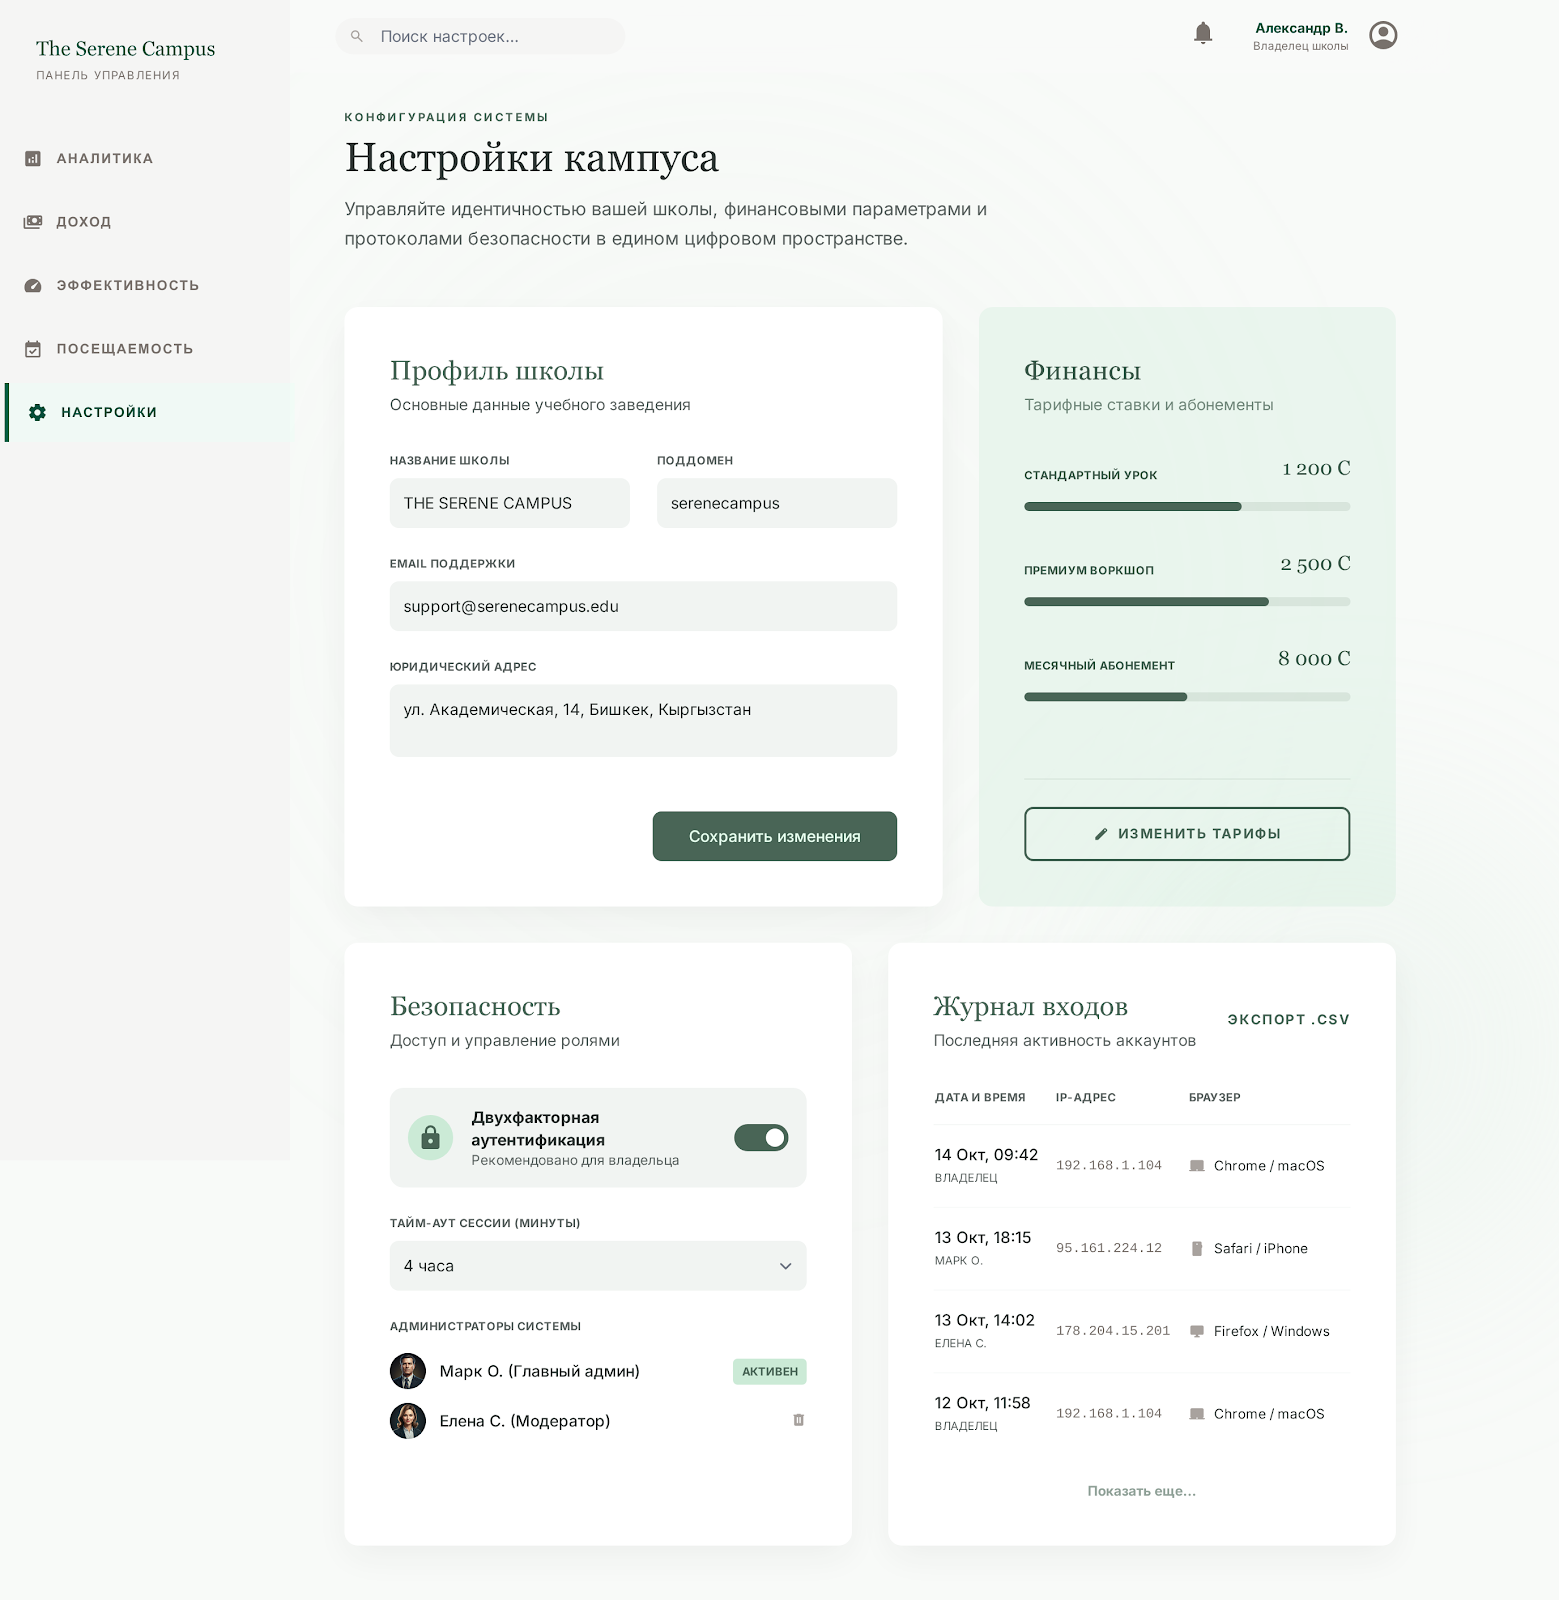 The Serene Campus
ПАНЕЛЬ УПРАВЛЕНИЯ
АНАЛИТИКА
ДОХОД
ЭФФЕКТИВНОСТЬ
ПОСЕЩАЕМОСТЬ
НАСТРОЙКИ
Поиск настроек...
Александр В.
Владелец школы
КОНФИГУРАЦИЯ СИСТЕМЫ
Настройки кампуса
Управляйте идентичностью вашей школы, финансовыми параметрами и
протоколами безопасности в едином цифровом пространстве.
Профиль школы
Основные данные учебного заведения
НАЗВАНИЕ ШКОЛЫ
THE SERENE CAMPUS
ПОДДОМЕН
serenecampus
EMAIL ПОДДЕРЖКИ
support@serenecampus.edu
ЮРИДИЧЕСКИЙ АДРЕС
ул. Академическая, 14, Бишкек, Кыргызстан
Сохранить изменения
Финансы
Тарифные ставки и абонементы
СТАНДАРТНЫЙ УРОК 1 200 С
ПРЕМИУМ ВОРКШОП 2 500 С
МЕСЯЧНЫЙ АБОНЕМЕНТ 8 000 С
ИЗМЕНИТЬ ТАРИФЫ
Безопасность
Доступ и управление ролями
Двухфакторная
аутентификация
Рекомендовано для владельца
ТАЙМ-АУТ СЕССИИ (МИНУТЫ)
4 часа
АДМИНИСТРАТОРЫ СИСТЕМЫ
Марк О. (Главный админ) АКТИВЕН
Елена С. (Модератор)
Журнал входов
Последняя активность аккаунтов
ЭКСПОРТ .CSV
ДАТА И ВРЕМЯ IP-АДРЕС БРАУЗЕР
14 Окт, 09:42
ВЛАДЕЛЕЦ
192.168.1.104 Chrome / macOS
13 Окт, 18:15
МАРК О.
95.161.224.12 Safari / iPhone
13 Окт, 14:02
ЕЛЕНА С.
178.204.15.201 Firefox / Windows
12 Окт, 11:58
ВЛАДЕЛЕЦ
192.168.1.104 Chrome / macOS
Показать еще...